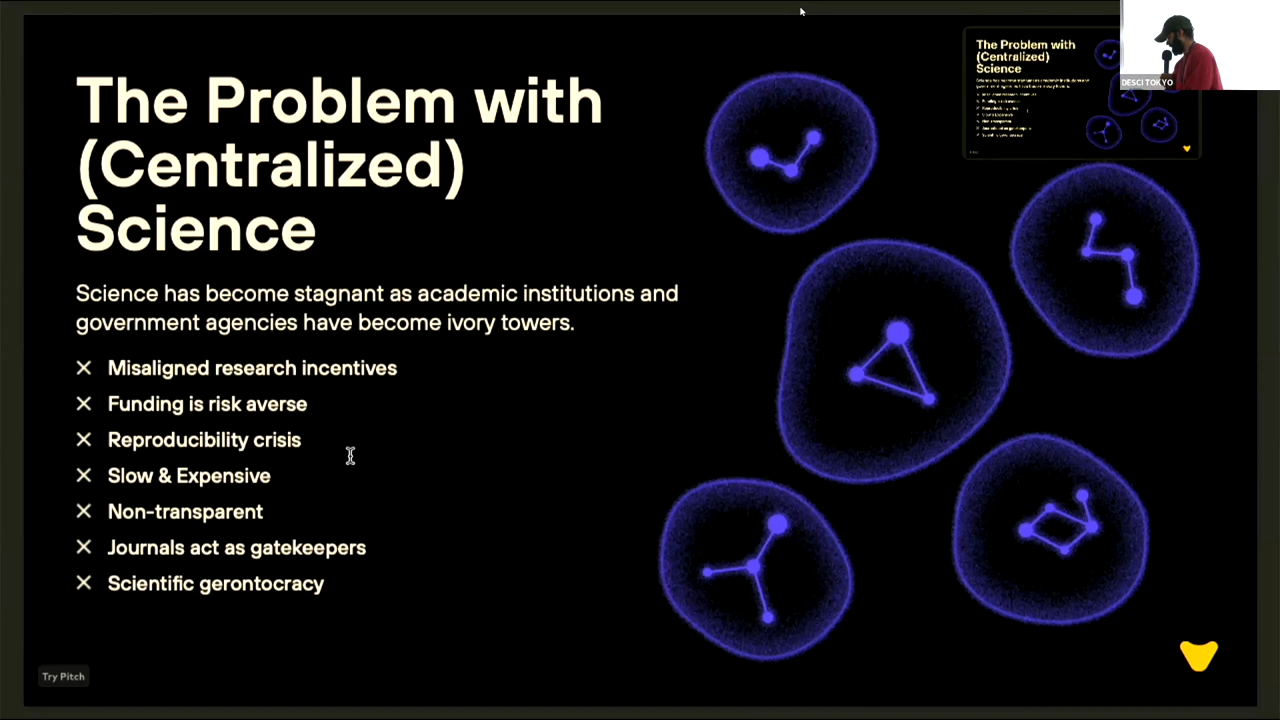 The Problem with
(Centralized)
Science
Science has become stagnant as academic institutions and
government agencies have become ivory towers.
Misaligned research incentives
Funding is risk averse
Reproducibility crisis
Slow & Expensive
Non-transparent
Journals act as gatekeepers
Scientific gerontocracy
Try Pitch
The Problem with
(Centralized)
Science
DESCI TOKYO